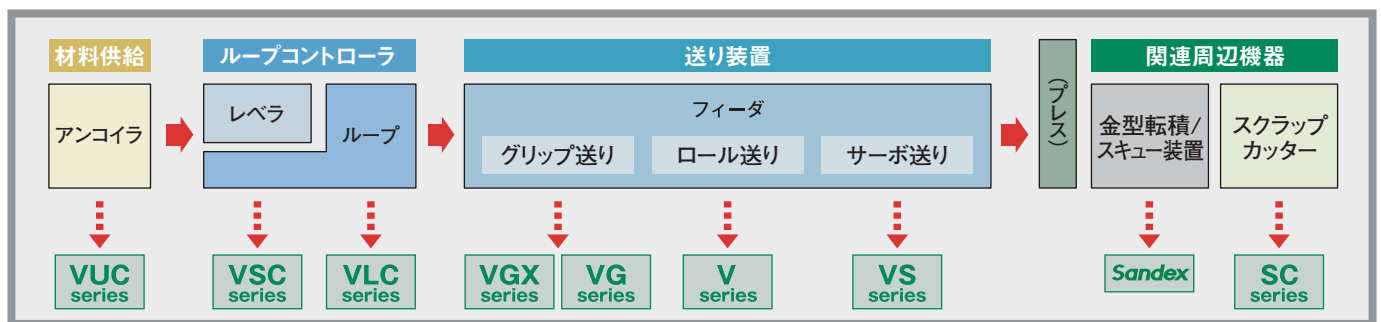 材料供給
アンコイラ
VUC
series
ループコントローラ
レベラ
ループ
VSC
series
VLC
series
送り装置
フィーダ
グリップ送り
ロール送り
サーボ送り
VGX
series
VG
series
V
series
VS
series
(プレス)
関連周辺機器
金型転積/
スキュー装置
スクラップ
カッター
Sandex
SC
series